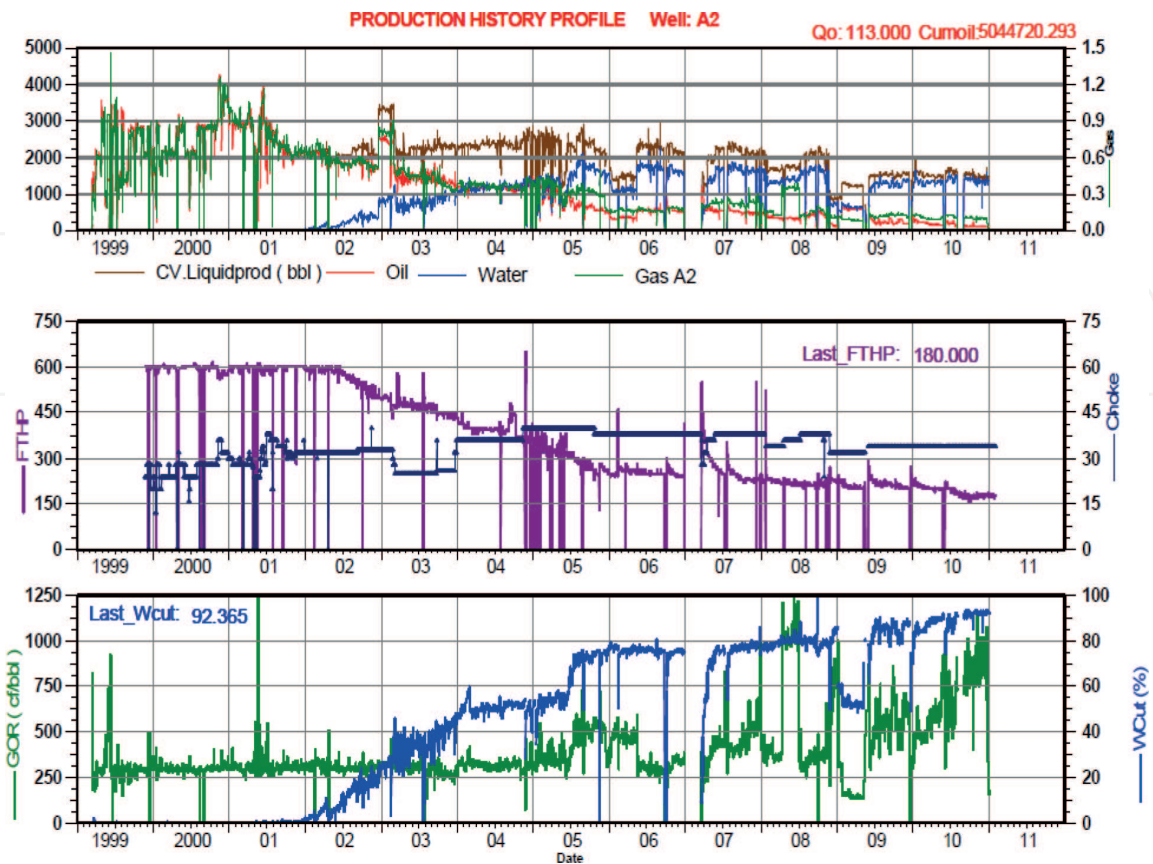 PRODUCTION HISTORY PROFILE Well: A2
Qo: 113.000 Cumoil:5044720.293
5000
4000
3000
2000
1000
0
1.5
1.2
0.9
0.6
0.3
0.0
Gas
1999 2000 01 02 03 04 05 06 07 08 09 10 11
CV.Liquidprod ( bbl ) Oil Water Gas A2
750
600
450
300
150
0
FTHP
Last_FTHP: 180.000
75
60
45
30
15
0
Choke
1999 2000 01 02 03 04 05 06 07 08 09 10 11
1250
1000
750
500
250
0
GOR ( cf/bbl )
Last_Wcut: 92.365
100
80
60
40
20
0
WCut (%)
1999 2000 01 02 03 04 05 06 07 08 09 10 11
Date